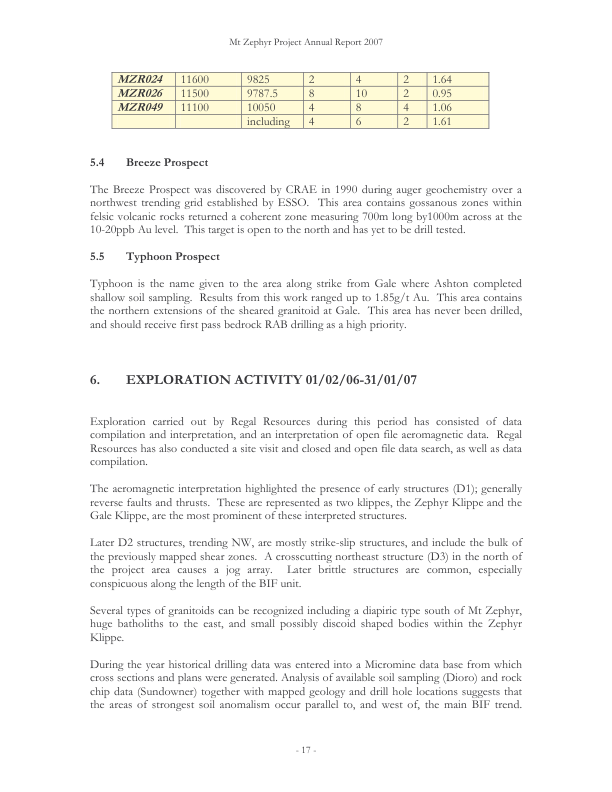 Mt Zephyr Project Annual Report 2007
MZR024 11600 9825 2 4 2 1.64
MZR026 11500 9787.5 8 10 2 0.95
MZR049 11100 10050 4 8 4 1.06
including 4 6 2 1.61
5.4 Breeze Prospect
The Breeze Prospect was discovered by CRAE in 1990 during auger geochemistry over a
northwest trending grid established by ESSO. This area contains gossanous zones within
felsic volcanic rocks returned a coherent zone measuring 700m long by1000m across at the
10-20ppb Au level. This target is open to the north and has yet to be drill tested.
5.5 Typhoon Prospect
Typhoon is the name given to the area along strike from Gale where Ashton completed
shallow soil sampling. Results from this work ranged up to 1.85g/t Au. This area contains
the northern extensions of the sheared granitoid at Gale. This area has never been drilled,
and should receive first pass bedrock RAB drilling as a high priority.
6. EXPLORATION ACTIVITY 01/02/06-31/01/07
Exploration carried out by Regal Resources during this period has consisted of data
compilation and interpretation, and an interpretation of open file aeromagnetic data. Regal
Resources has also conducted a site visit and closed and open file data search, as well as data
compilation.
The aeromagnetic interpretation highlighted the presence of early structures (D1); generally
reverse faults and thrusts. These are represented as two klippes, the Zephyr Klippe and the
Gale Klippe, are the most prominent of these interpreted structures.
Later D2 structures, trending NW, are mostly strike-slip structures, and include the bulk of
the previously mapped shear zones. A crosscutting northeast structure (D3) in the north of
the project area causes a jog array. Later brittle structures are common, especially
conspicuous along the length of the BIF unit.
Several types of granitoids can be recognized including a diapiric type south of Mt Zephyr,
huge batholiths to the east, and small possibly discoid shaped bodies within the Zephyr
Klippe.
During the year historical drilling data was entered into a Micromine data base from which
cross sections and plans were generated. Analysis of available soil sampling (Dioro) and rock
chip data (Sundowner) together with mapped geology and drill hole locations suggests that
the areas of strongest soil anomalism occur parallel to, and west of, the main BIF trend.
- 17 -